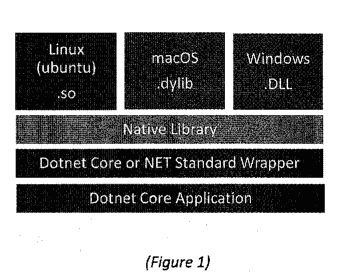 Linux
(ubuntu)
.so
macOS
.dylib
Windows
.DLL
Native Library
Dotnet Core or NET Standard Wrapper
Dotnet Core Application
(Figure 1)